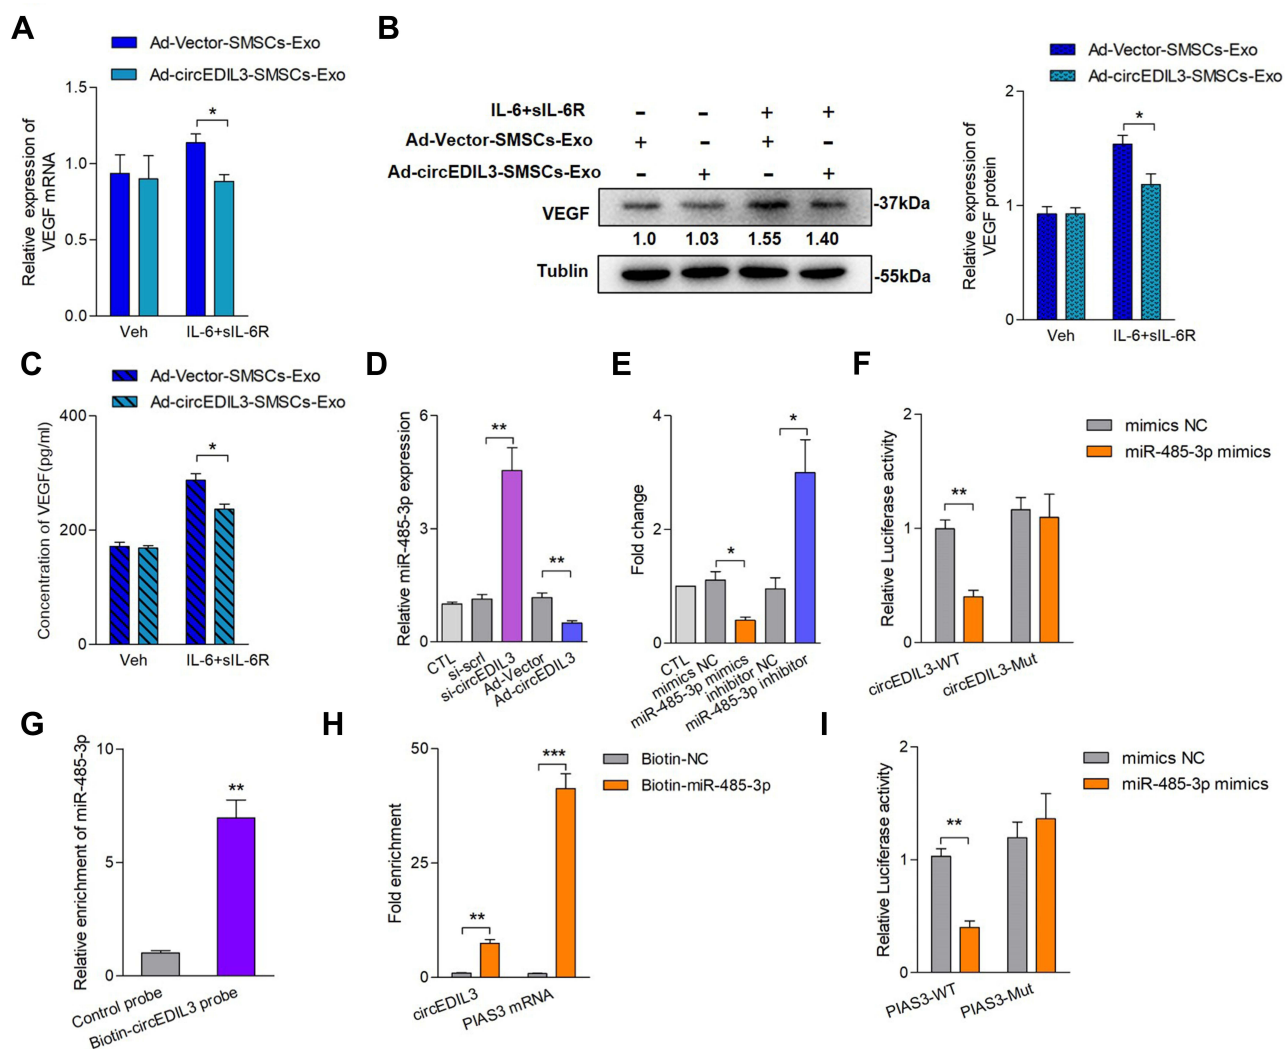 A
Ad-Vector-SMSCs-Exo
Ad-circEDIL3-SMSCs-Exo
Relative expression of
VEGF mRNA
1.5
1.0
0.5
0.0
*
Veh
IL-6+sIL-6R
B
IL-6+sIL-6R - - + +
Ad-Vector-SMSCs-Exo + - + -
Ad-circEDIL3-SMSCs-Exo - + - +
VEGF
-37kDa
1.0 1.03 1.55 1.40
Tublin
-55kDa
Ad-Vector-SMSCs-Exo
Ad-circEDIL3-SMSCs-Exo
Relative expression of
VEGF protein
2
1
0
*
Veh
IL-6+sIL-6R
C
Ad-Vector-SMSCs-Exo
Ad-circEDIL3-SMSCs-Exo
Concentration of VEGF(pg/ml)
400
200
0
*
Veh
IL-6+sIL-6R
D
Relative miR-485-3p expression
6
3
0
**
**
CTL
si-scrl
si-circEDIL3
Ad-Vector
Ad-circEDIL3
E
Fold change
4
2
0
*
*
CTL
mimics NC
miR-485-3p mimics
inhibitor NC
miR-485-3p inhibitor
F
Relative Luciferase activity
2
1
0
**
circEDIL3-WT
circEDIL3-Mut
mimics NC
miR-485-3p mimics
G
Relative enrichment of miR-485-3p
10
5
0
**
Control probe
Biotin-circEDIL3 probe
H
Fold enrichment
50
25
0
**
***
circEDIL3
PIAS3 mRNA
Biotin-NC
Biotin-miR-485-3p
I
Relative Luciferase activity
2
1
0
**
PIAS3-WT
PIAS3-Mut
mimics NC
miR-485-3p mimics